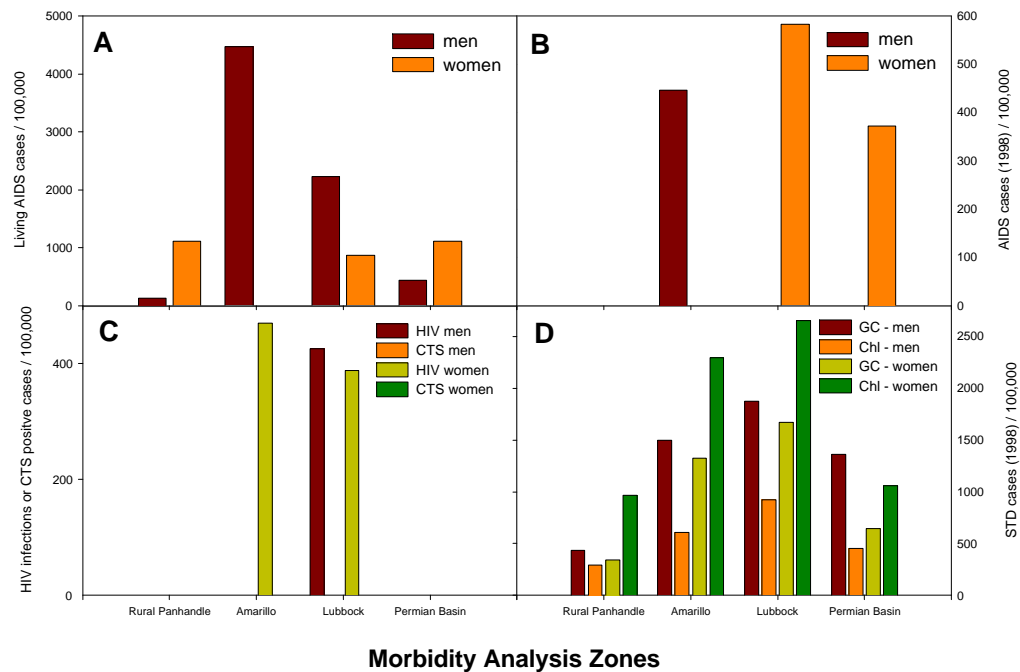 A
men
women
Living AIDS cases / 100,000
5000
4000
3000
2000
1000
0
B
men
women
AIDS cases (1998) / 100,000
600
500
400
300
200
100
0
C
HIV men
CTS men
HIV women
CTS women
HIV infections or CTS positve cases / 100,000
400
200
0
Rural Panhandle
Amarillo
Lubbock
Permian Basin
D
GC - men
Chl - men
GC - women
Chl - women
STD cases (1998) / 100,000
2500
2000
1500
1000
500
0
Rural Panhandle
Amarillo
Lubbock
Permian Basin
Morbidity Analysis Zones